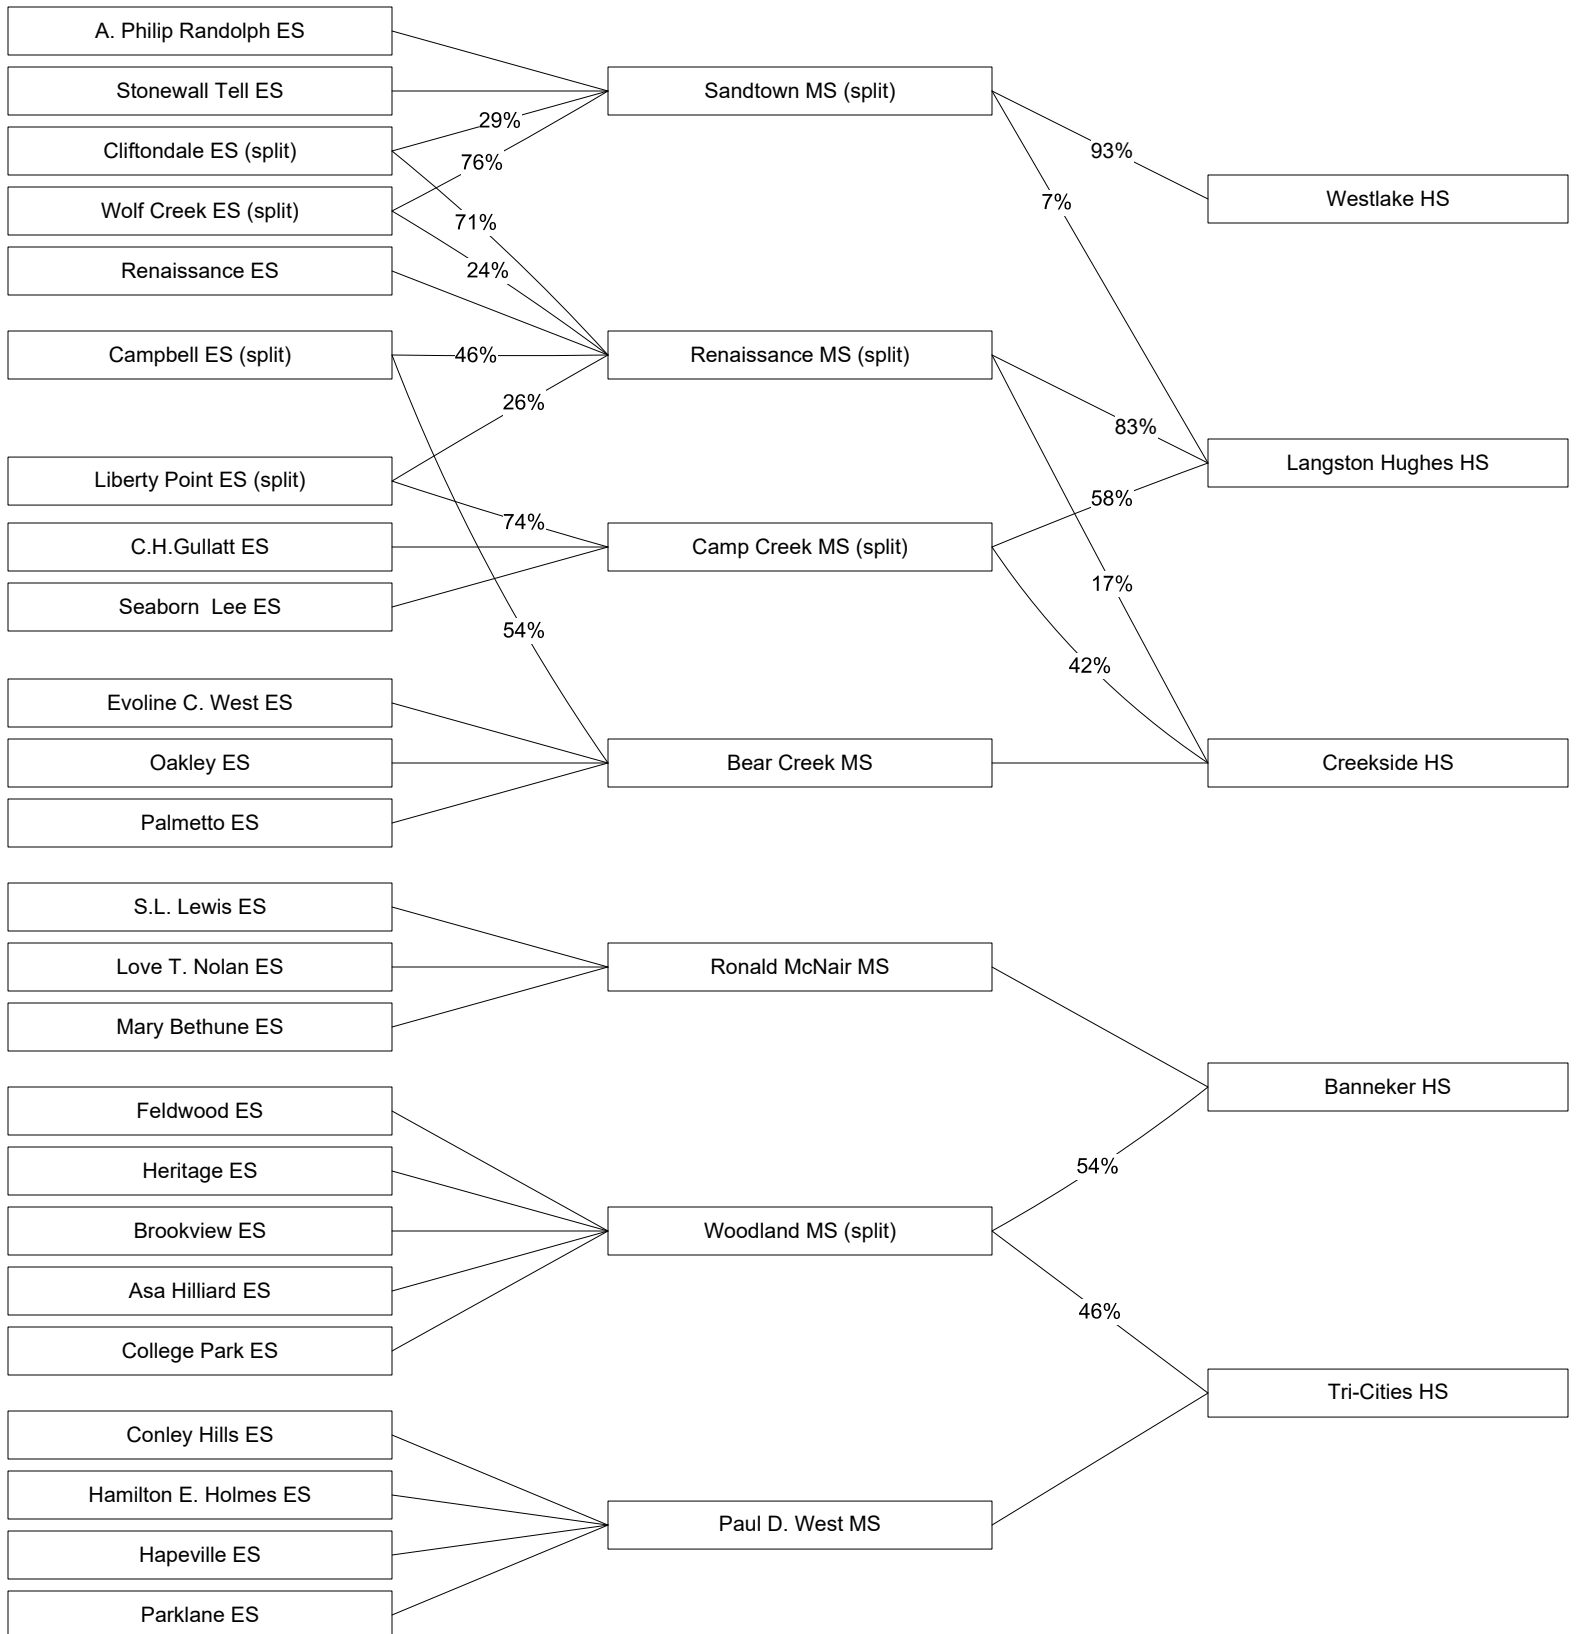 A. Philip Randolph ES
Stonewall Tell ES
Sandtown MS (split)
29%
93%
Cliftondale ES (split)
76%
Westlake HS
7%
Wolf Creek ES (split)
71%
24%
Renaissance ES
Campbell ES (split)
46%
Renaissance MS (split)
26%
83%
Langston Hughes HS
Liberty Point ES (split)
58%
74%
C.H.Gullatt ES
Camp Creek MS (split)
17%
Seaborn  Lee ES
54%
42%
Evoline C. West ES
Oakley ES
Bear Creek MS
Creekside HS
Palmetto ES
S.L. Lewis ES
Love T. Nolan ES
Ronald McNair MS
Mary Bethune ES
Banneker HS
Feldwood ES
Heritage ES
54%
Brookview ES
Woodland MS (split)
Asa Hilliard ES
46%
College Park ES
Tri-Cities HS
Conley Hills ES
Hamilton E. Holmes ES
Paul D. West MS
Hapeville ES
Parklane ES